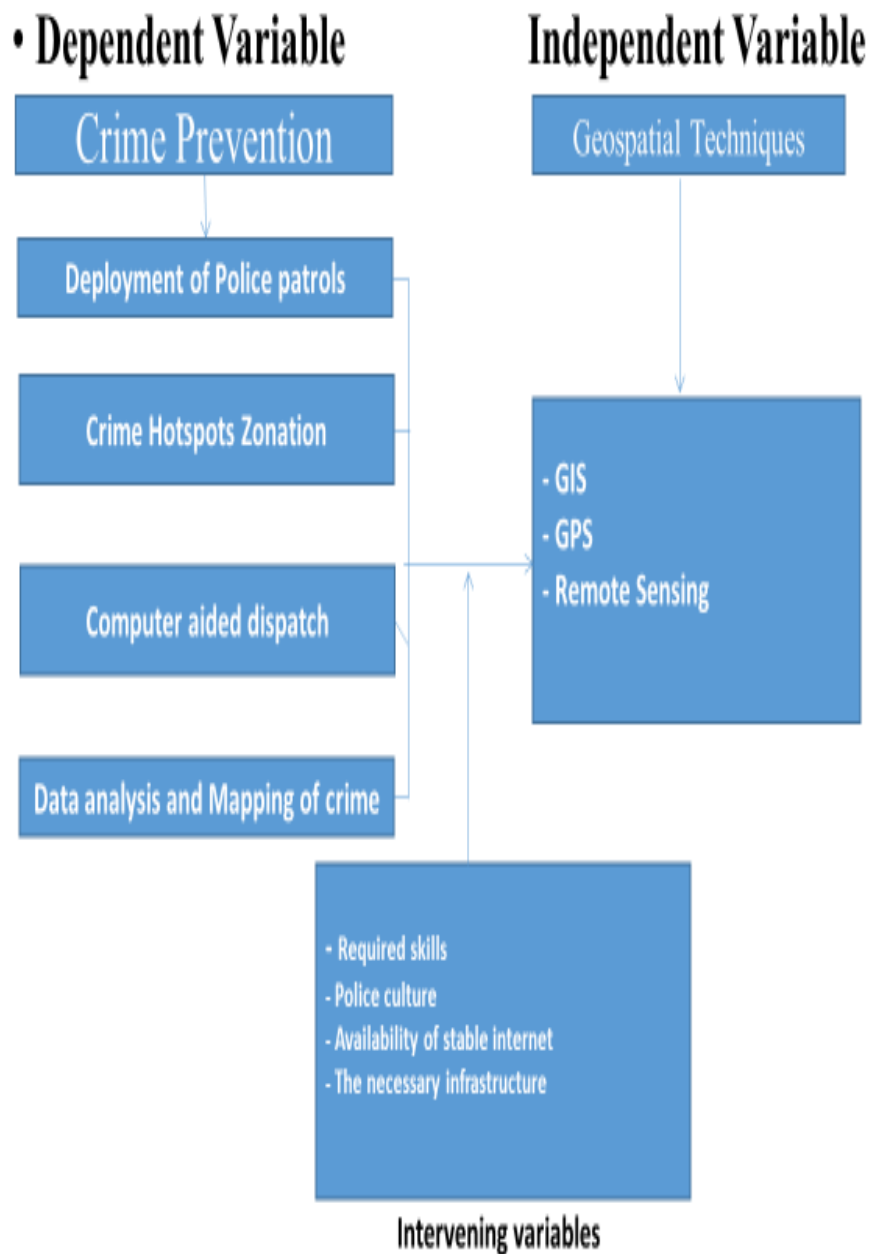 • Dependent Variable
Independent Variable
Crime Prevention
Geospatial Techniques
Deployment of Police patrols
Crime Hotspots Zonation
- GIS
- GPS
- Remote Sensing
Computer aided dispatch
Data analysis and Mapping of crime
- Required skills
- Police culture
- Availability of stable internet
- The necessary infrastructure
Intervening variables